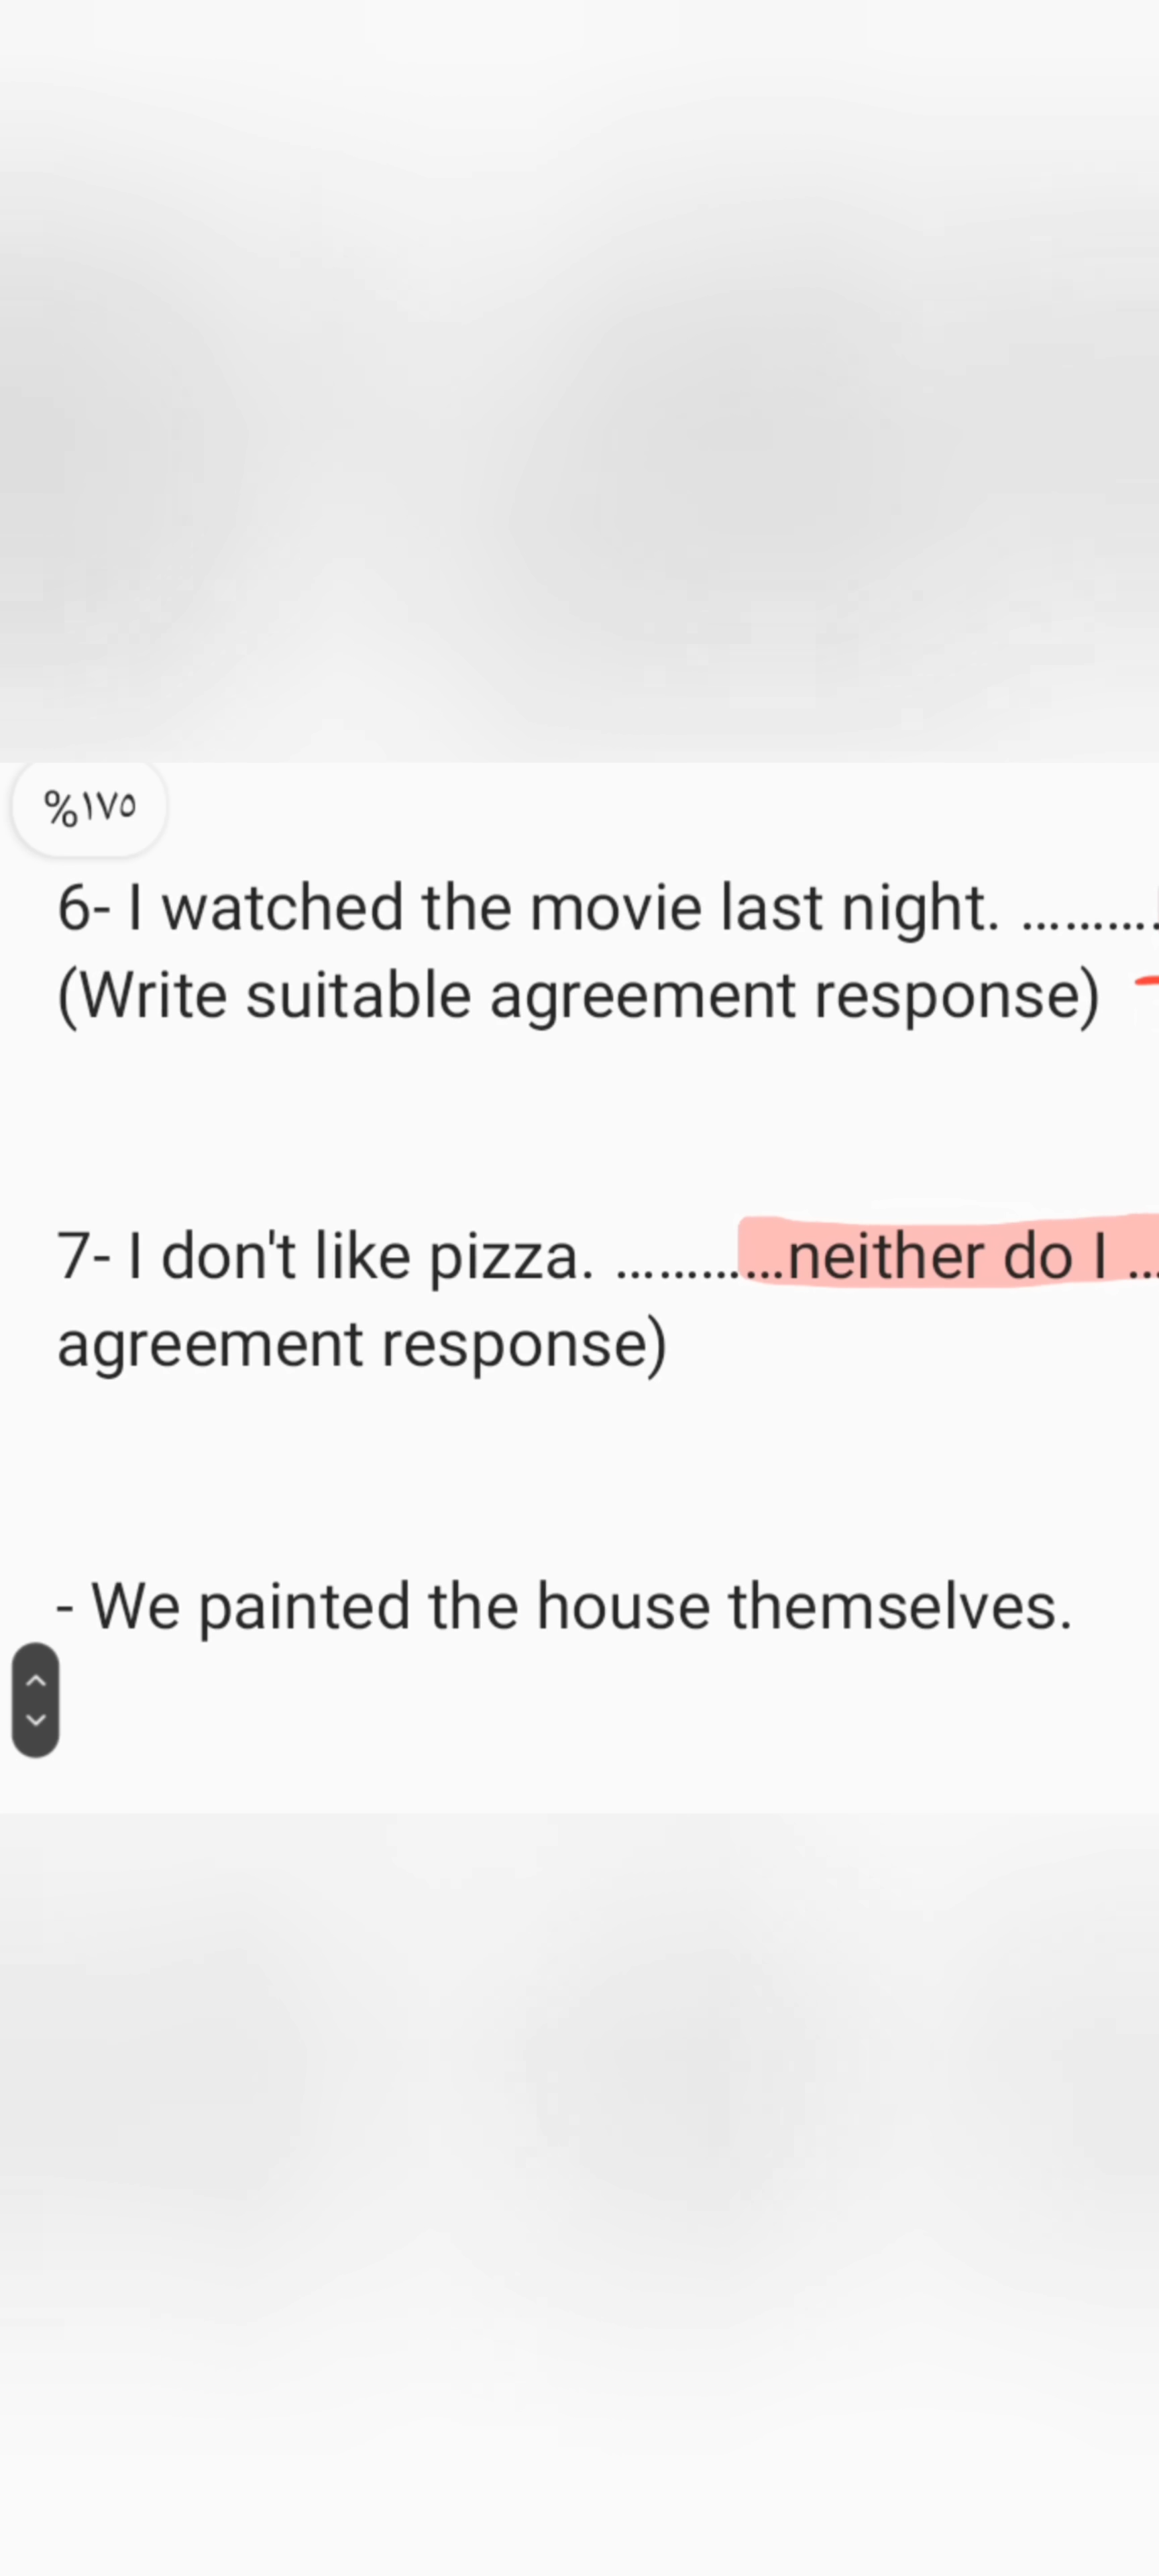 %١٧٥
6- I watched the movie last night. ..........
(Write suitable agreement response)
7- I don't like pizza. ............neither do I ...
agreement response)
- We painted the house themselves.